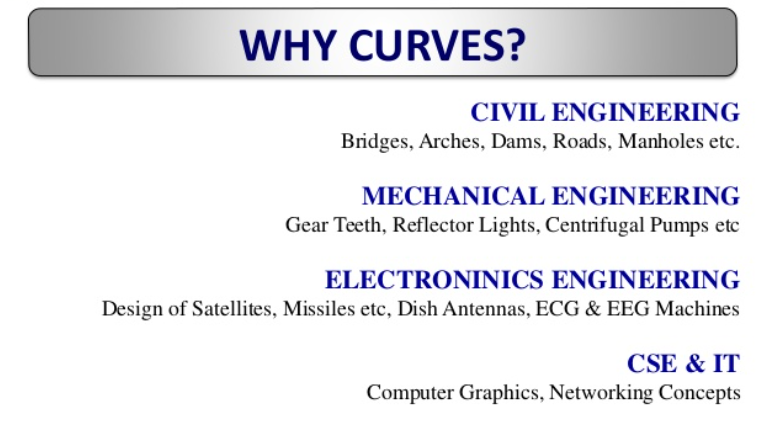 WHY CURVES?
CIVIL ENGINEERING
Bridges, Arches, Dams, Roads, Manholes etc.
MECHANICAL ENGINEERING
Gear Teeth, Reflector Lights, Centrifugal Pumps etc
ELECTRONINICS ENGINEERING
Design of Satellites, Missiles etc, Dish Antennas, ECG & EEG Machines
CSE & IT
Computer Graphics, Networking Concepts